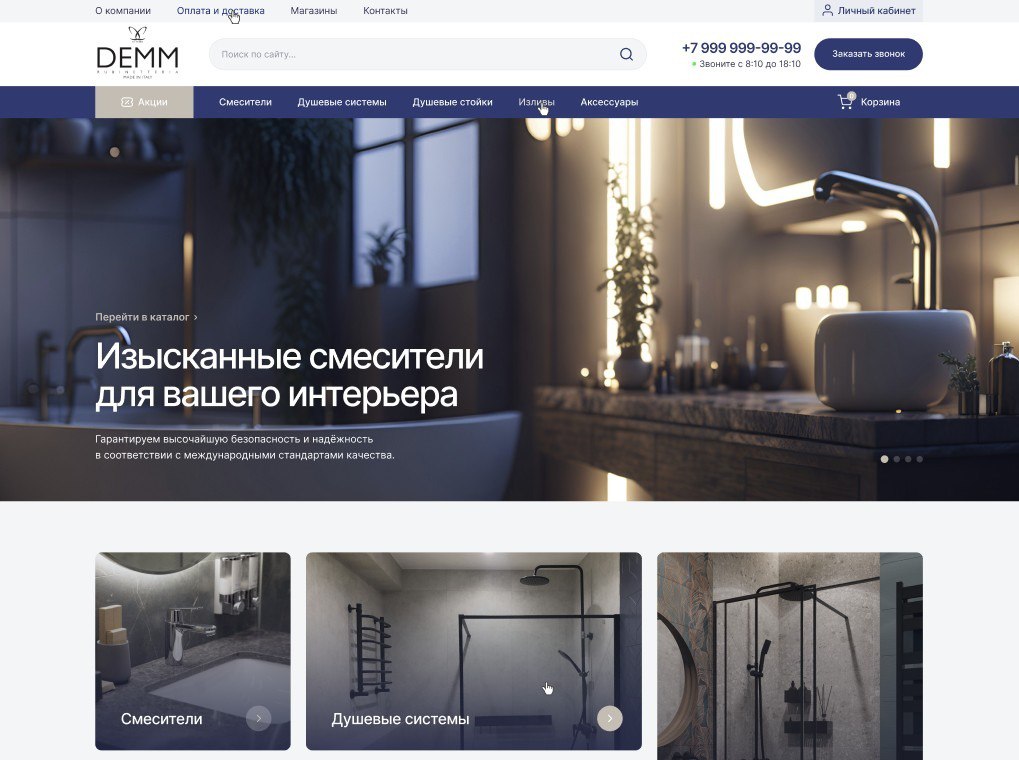 О компании
Оплата и доставка
Магазины
Контакты
Личный кабинет
DEMM
RUBINETTERIA
MADE IN ITALY
Поиск по сайту...
+7 999 999-99-99
Звоните с 8:10 до 18:10
Заказать звонок
Акции
Смесители
Душевые системы
Душевые стойки
Изливы
Аксессуары
0
Корзина
Перейти в каталог ›
Изысканные смесители
для вашего интерьера
Гарантируем высочайшую безопасность и надёжность
в соответствии с международными стандартами качества.
Смесители
Душевые системы